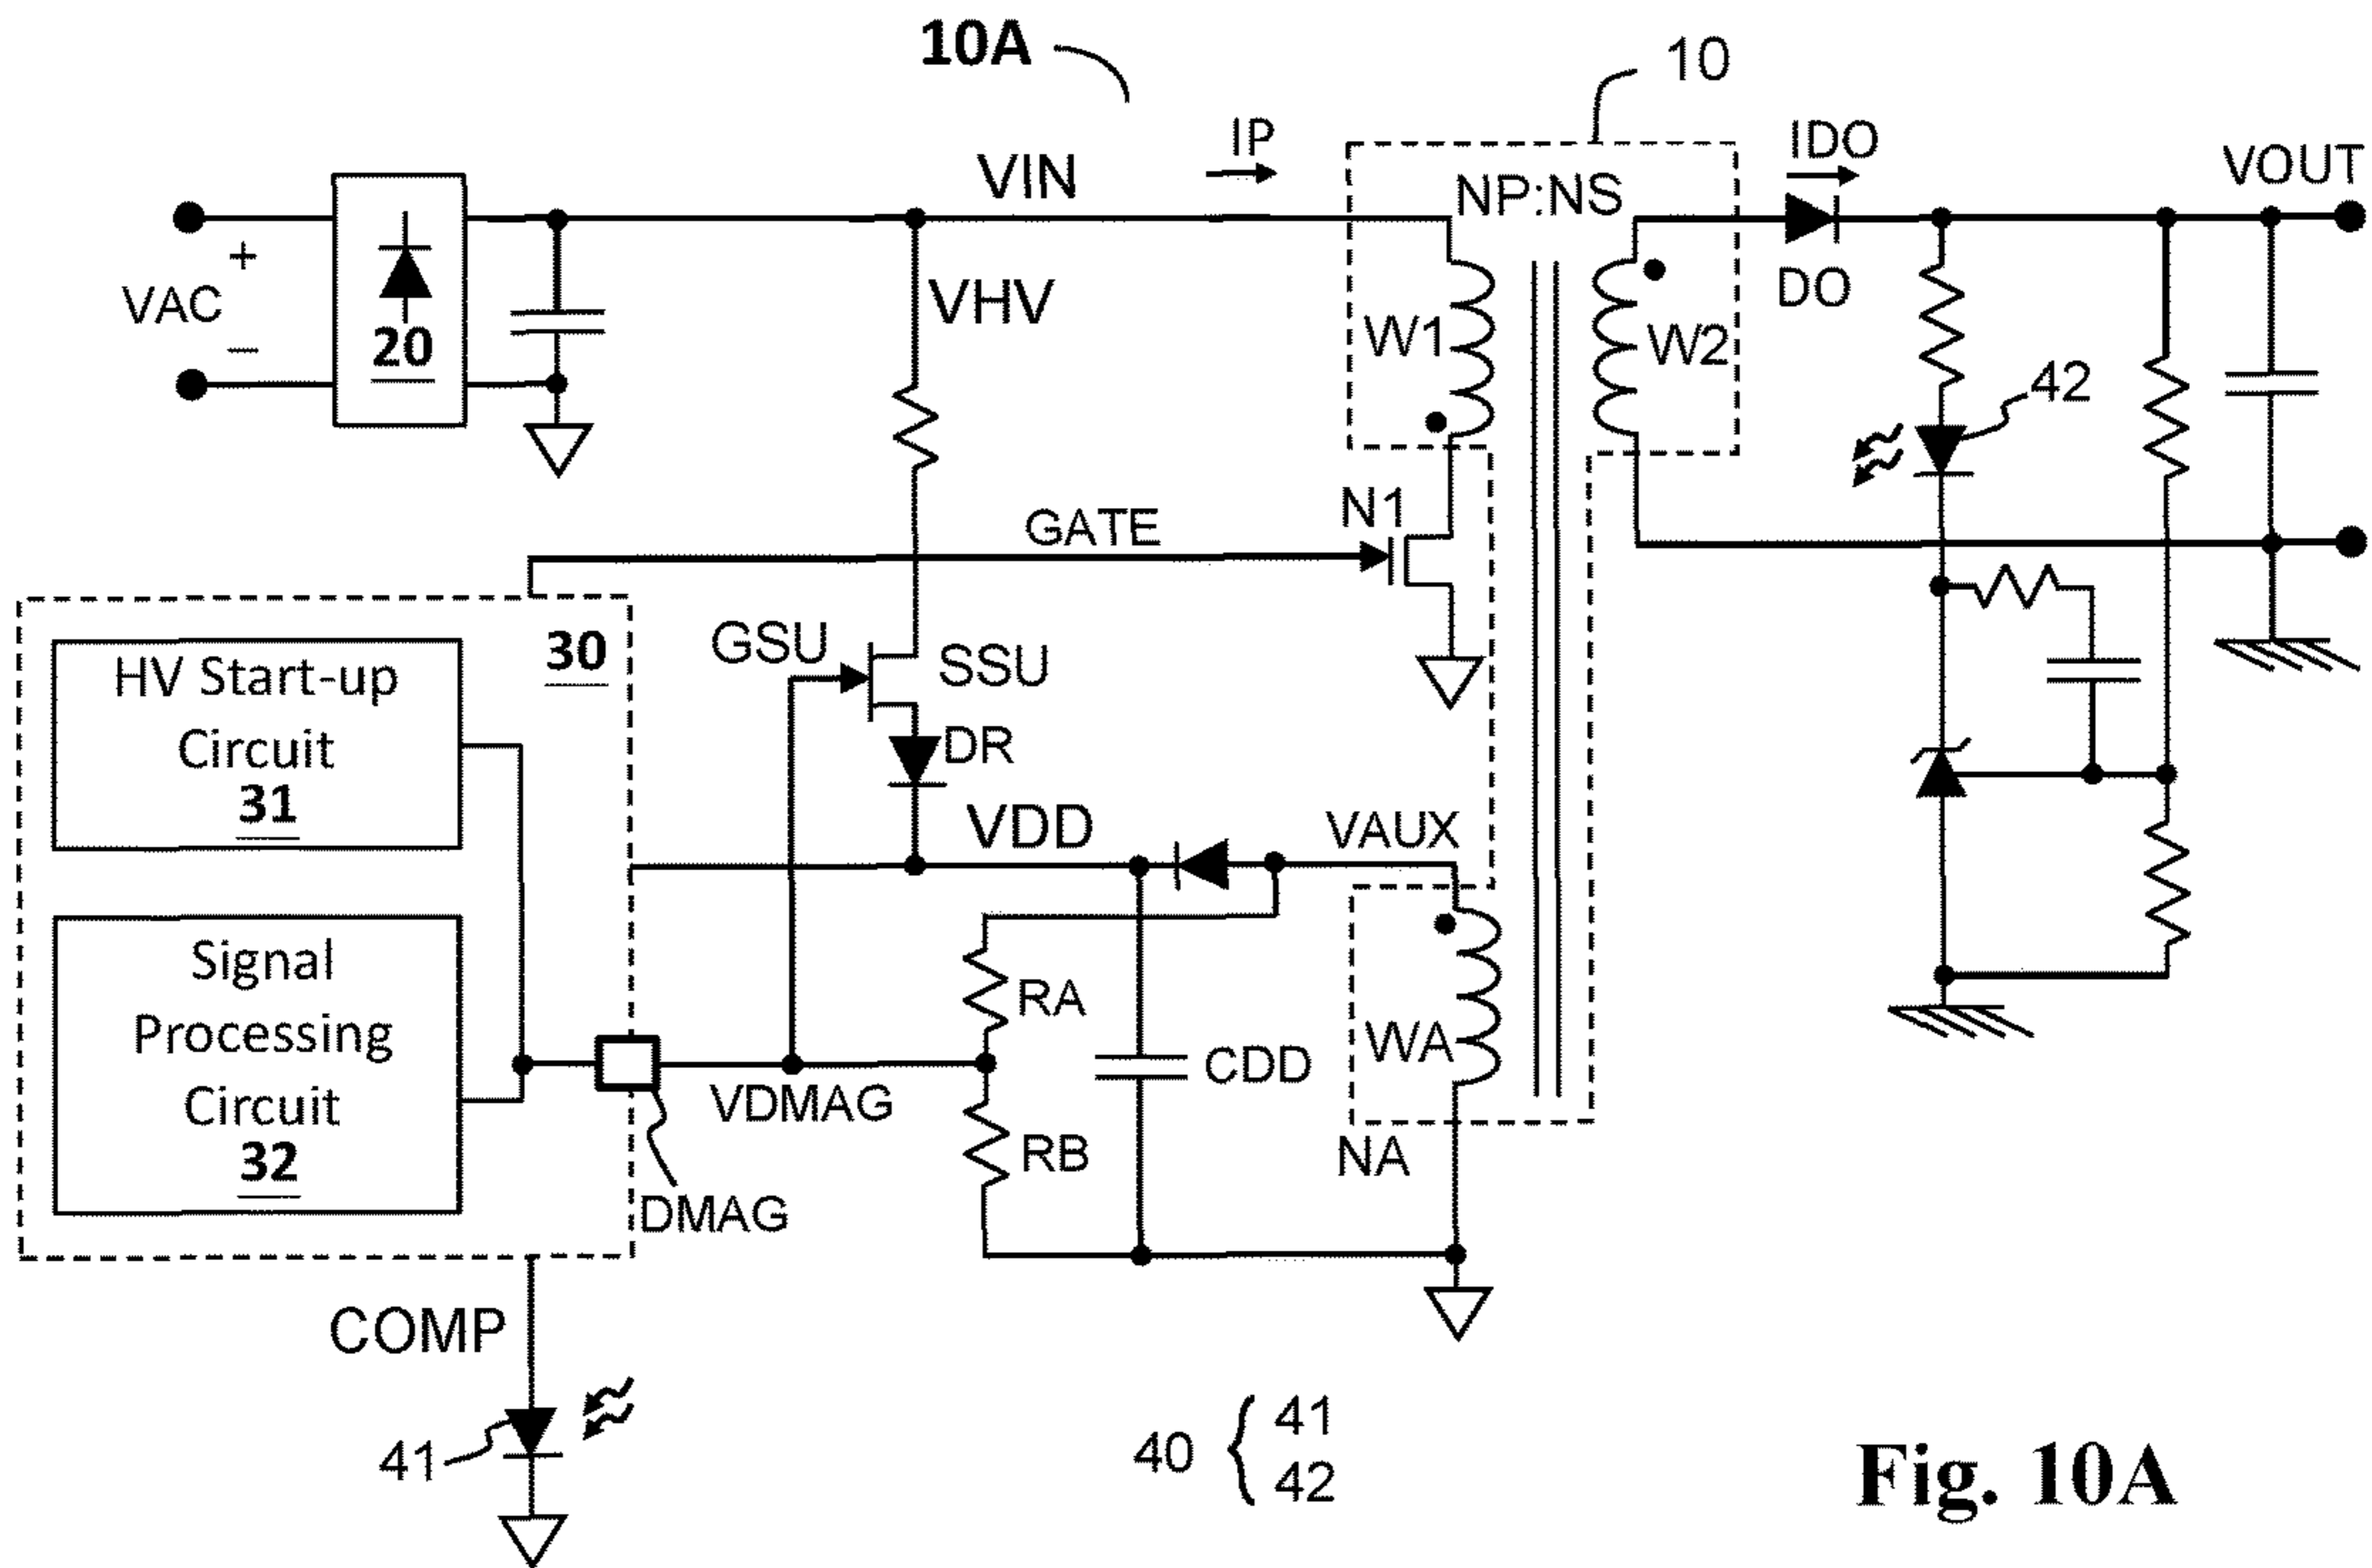 10A
10
IP
IDO
VIN
NP:NS
VOUT
+
VAC
–
20
VHV
W1
W2
DO
42
N1
GATE
30
GSU
SSU
HV Start-up
Circuit
31
DR
VDD
VAUX
Signal
Processing
Circuit
32
RA
WA
CDD
VDMAG
RB
NA
DMAG
COMP
41
40 { 41
42
Fig. 10A